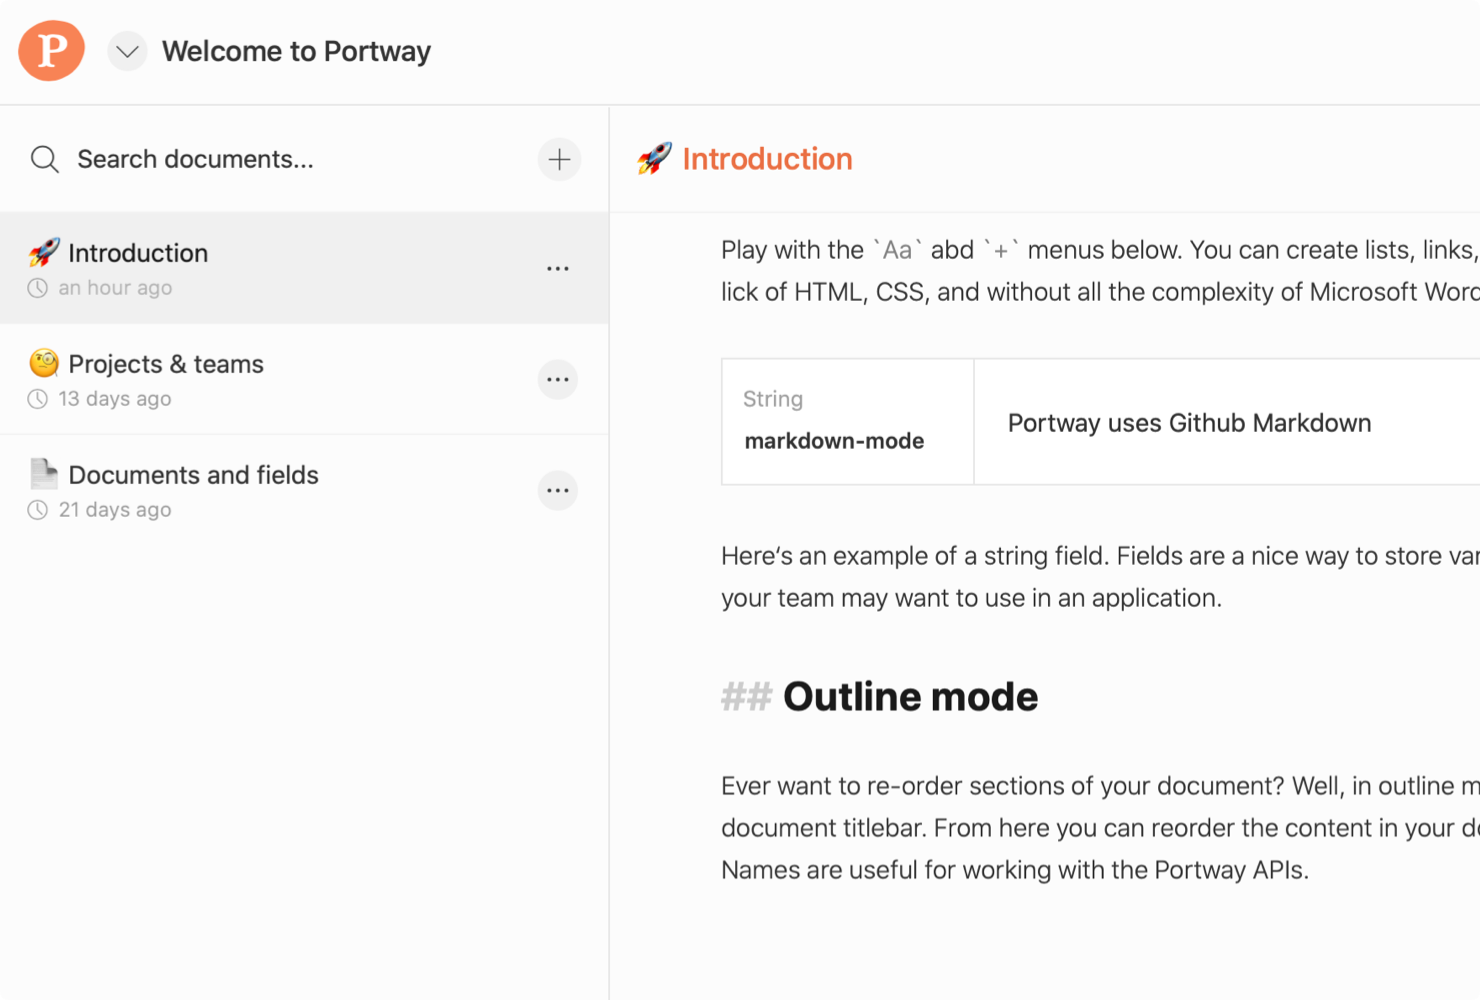 P
Welcome to Portway
Search documents...
🚀 Introduction
an hour ago
🧐 Projects & teams
13 days ago
📄 Documents and fields
21 days ago
🚀 Introduction
Play with the `Aa` abd `+` menus below. You can create lists, links,
lick of HTML, CSS, and without all the complexity of Microsoft Word
String
markdown-mode
Portway uses Github Markdown
Here‘s an example of a string field. Fields are a nice way to store
your team may want to use in an application.
## Outline mode
Ever want to re-order sections of your document? Well, in outline
document titlebar. From here you can reorder the content in your
Names are useful for working with the Portway APIs.